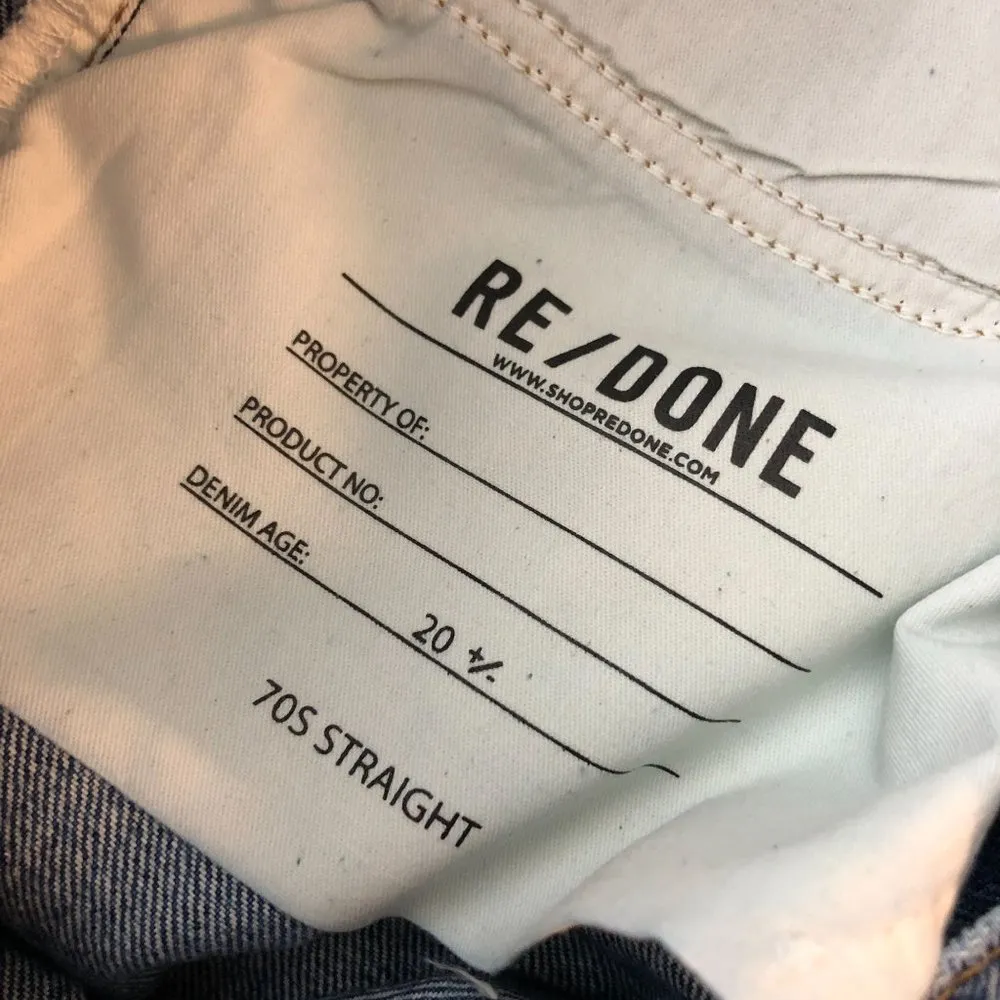 RE/DONE
WWW.SHOPREDONE.COM
PROPERTY OF:
PRODUCT NO:
DENIM AGE: 20 +/-
70S STRAIGHT